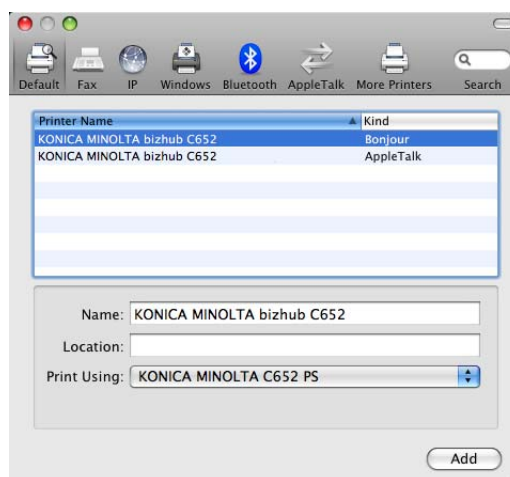 Default Fax IP Windows Bluetooth AppleTalk More Printers Search
Printer Name Kind
KONICA MINOLTA bizhub C652 Bonjour
KONICA MINOLTA bizhub C652 AppleTalk
Name: KONICA MINOLTA bizhub C652
Location:
Print Using: KONICA MINOLTA C652 PS
Add